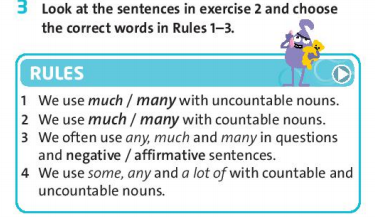 3 Look at the sentences in exercise 2 and choose
the correct words in Rules 1–3.
RULES
1 We use much / many with uncountable nouns.
2 We use much / many with countable nouns.
3 We often use any, much and many in questions
and negative / affirmative sentences.
4 We use some, any and a lot of with countable and
uncountable nouns.